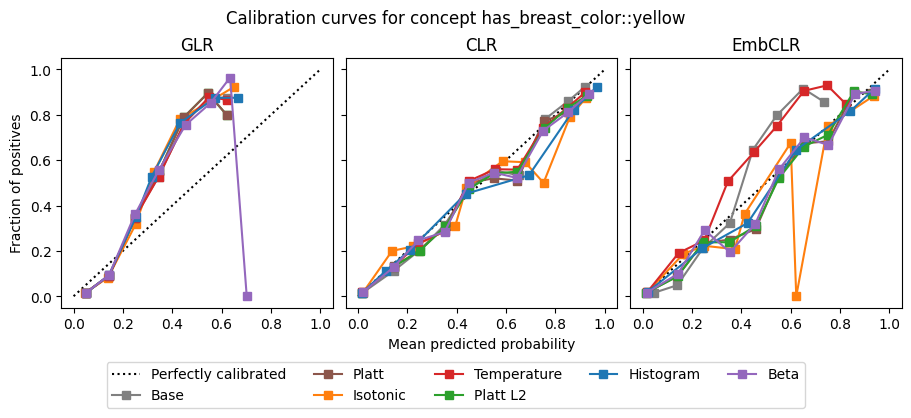 Calibration curves for concept has_breast_color::yellow
GLR
CLR
EmbCLR
Fraction of positives
1.0
0.8
0.6
0.4
0.2
0.0
0.0 0.2 0.4 0.6 0.8 1.0
0.0 0.2 0.4 0.6 0.8 1.0
0.0 0.2 0.4 0.6 0.8 1.0
Mean predicted probability
Perfectly calibrated Platt Temperature Histogram Beta
Base Isotonic Platt L2